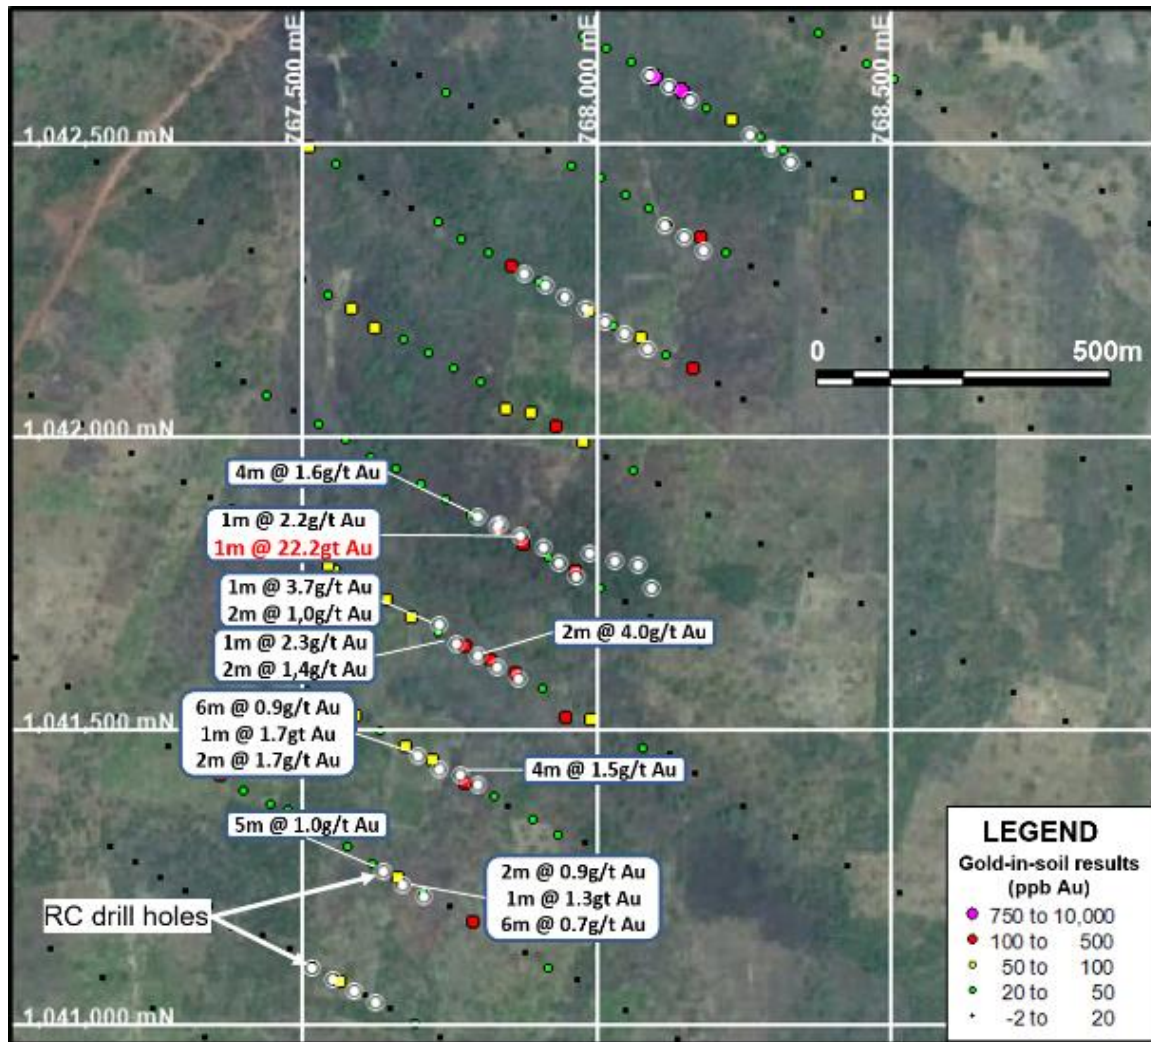 767,500 mE
768,000 mE
768,500 mE
1,042,500 mN
0 500m
1,042,000 mN
4m @ 1.6g/t Au
1m @ 2.2g/t Au
1m @ 22.2gt Au
1m @ 3.7g/t Au
2m @ 1,0g/t Au
2m @ 4.0g/t Au
1m @ 2.3g/t Au
2m @ 1,4g/t Au
1,041,500 mN
6m @ 0.9g/t Au
1m @ 1.7gt Au
2m @ 1.7g/t Au
4m @ 1.5g/t Au
5m @ 1.0g/t Au
2m @ 0.9g/t Au
1m @ 1.3gt Au
6m @ 0.7g/t Au
RC drill holes
1,041,000 mN
LEGEND
Gold-in-soil results
(ppb Au)
750 to 10,000
100 to 500
50 to 100
20 to 50
-2 to 20